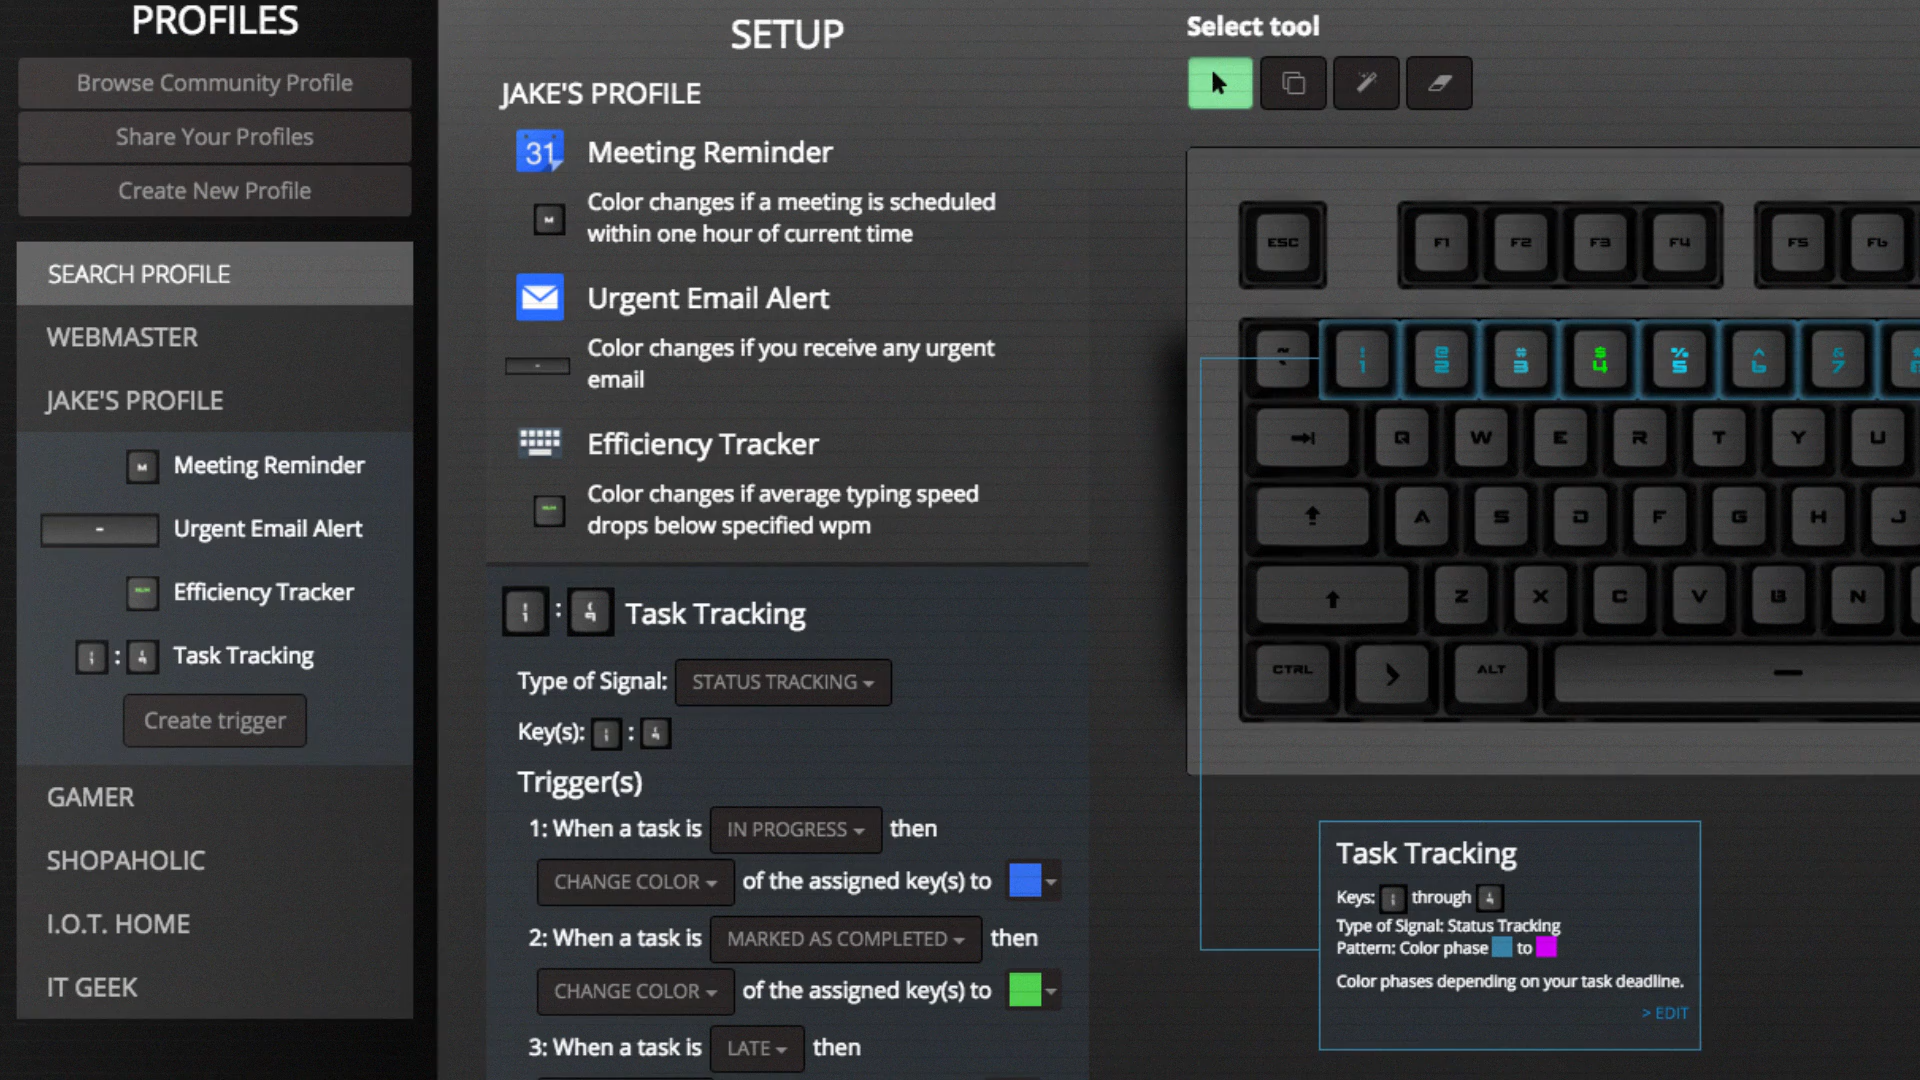 PROFILES
Browse Community Profile
Share Your Profiles
Create New Profile
SEARCH PROFILE
WEBMASTER
JAKE'S PROFILE
M Meeting Reminder
- Urgent Email Alert
Efficiency Tracker
: Task Tracking
Create trigger
GAMER
SHOPAHOLIC
I.O.T. HOME
IT GEEK
SETUP
JAKE'S PROFILE
31 Meeting Reminder
M Color changes if a meeting is scheduled
within one hour of current time
Urgent Email Alert
- Color changes if you receive any urgent
email
Efficiency Tracker
Color changes if average typing speed
drops below specified wpm
: Task Tracking
Type of Signal: STATUS TRACKING
Key(s): :
Trigger(s)
1: When a task is IN PROGRESS then
CHANGE COLOR of the assigned key(s) to
2: When a task is MARKED AS COMPLETED then
CHANGE COLOR of the assigned key(s) to
3: When a task is LATE then
Select tool
ESC F1 F2 F3 F4 F5 F6
~ ! @ # $ % ^ &
1 2 3 4 5 6 7
Q W E R T Y U
A S D F G H J
Z X C V B N
CTRL ALT
Task Tracking
Keys: through
Type of Signal: Status Tracking
Pattern: Color phase to
Color phases depending on your task deadline.
> EDIT